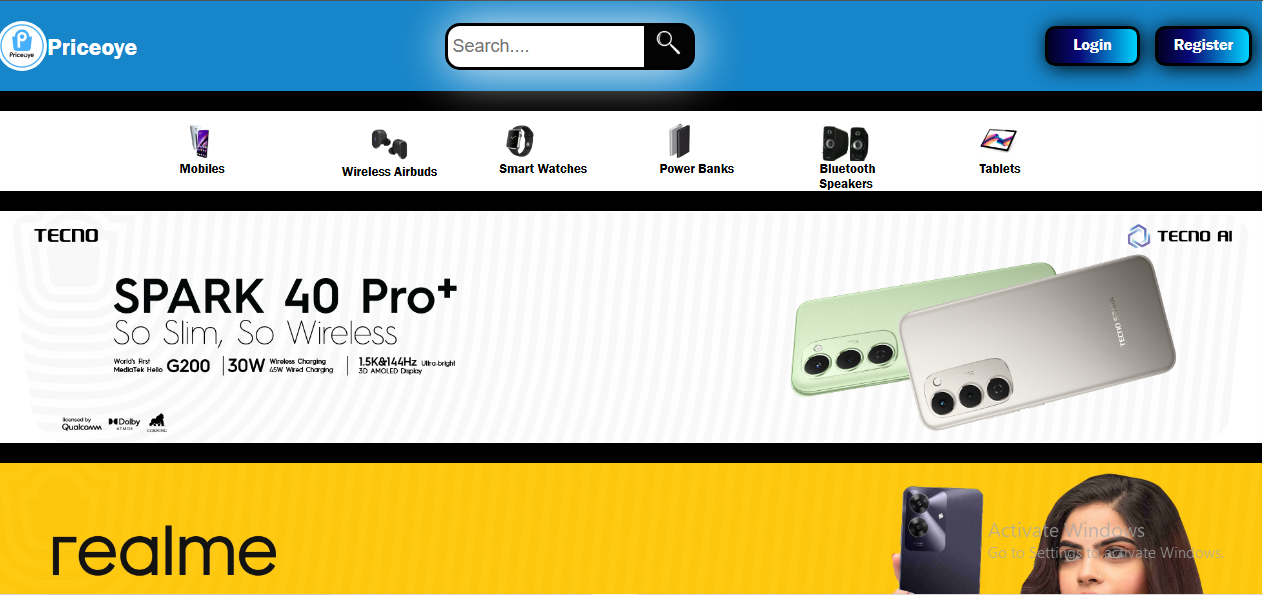 Priceoye
Priceoye
Search....
Login
Register
Mobiles
Wireless Airbuds
Smart Watches
Power Banks
Bluetooth
Speakers
Tablets
TECNO
TECNO AI
SPARK 40 Pro+
So Slim, So Wireless
World's First
MediaTek Helio G200
30W Wireless Charging
45W Wired Charging
1.5K&144Hz Ultra-bright
3D AMOLED Display
licensed by
Qualcomm
Dolby
ATMOS
CORNING
realme
Activate Windows
Go to Settings to activate Windows.